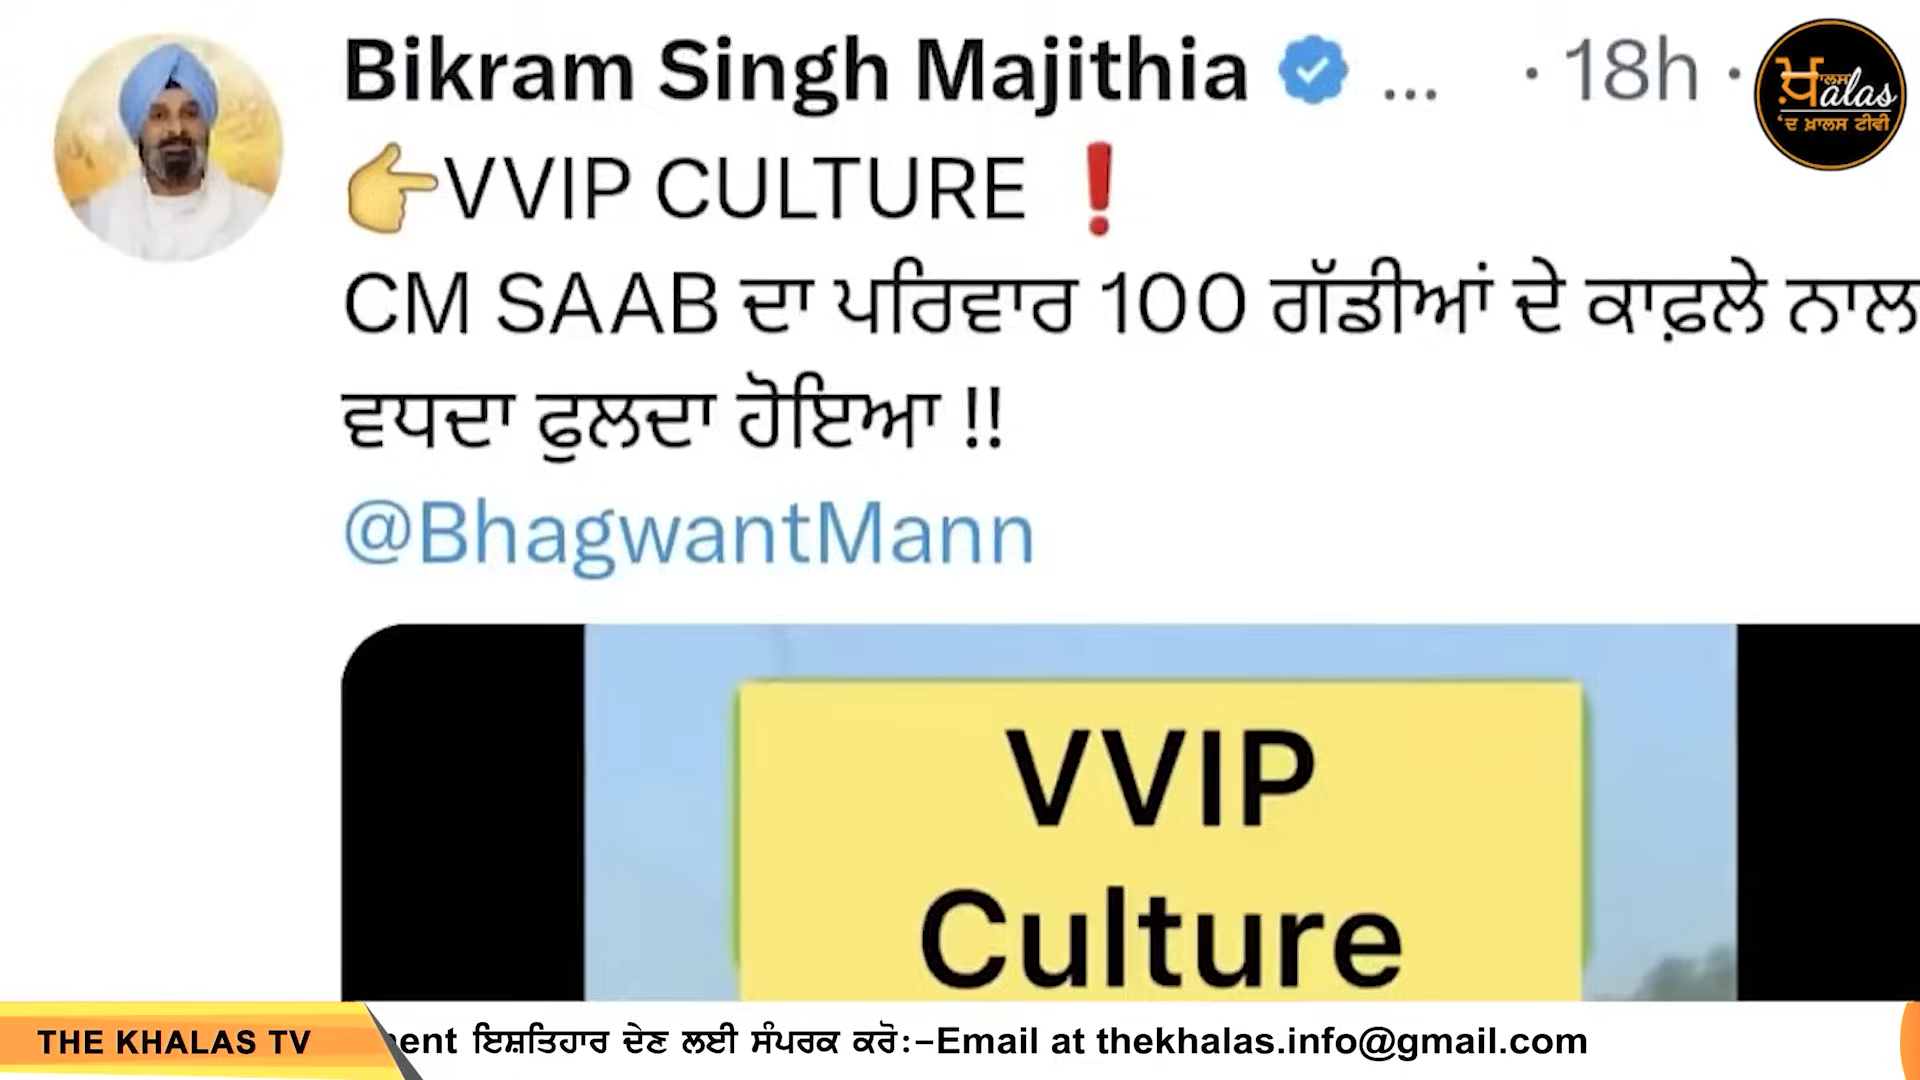 Bikram Singh Majithia ... · 18h ·
👉VVIP CULTURE ❗
CM SAAB ਦਾ ਪਰਿਵਾਰ 100 ਗੱਡੀਆਂ ਦੇ ਕਾਫ਼ਲੇ ਨਾਲ
ਵਧਦਾ ਫੁਲਦਾ ਹੋਇਆ !!
@BhagwantMann
VVIP
Culture
ਖ਼ਾਲਸ
Khalas
'ਦ ਖ਼ਾਲਸ ਟੀਵੀ
THE KHALAS TV
ent ਇਸ਼ਤਿਹਾਰ ਦੇਣ ਲਈ ਸੰਪਰਕ ਕਰੋ:-Email at thekhalas.info@gmail.com